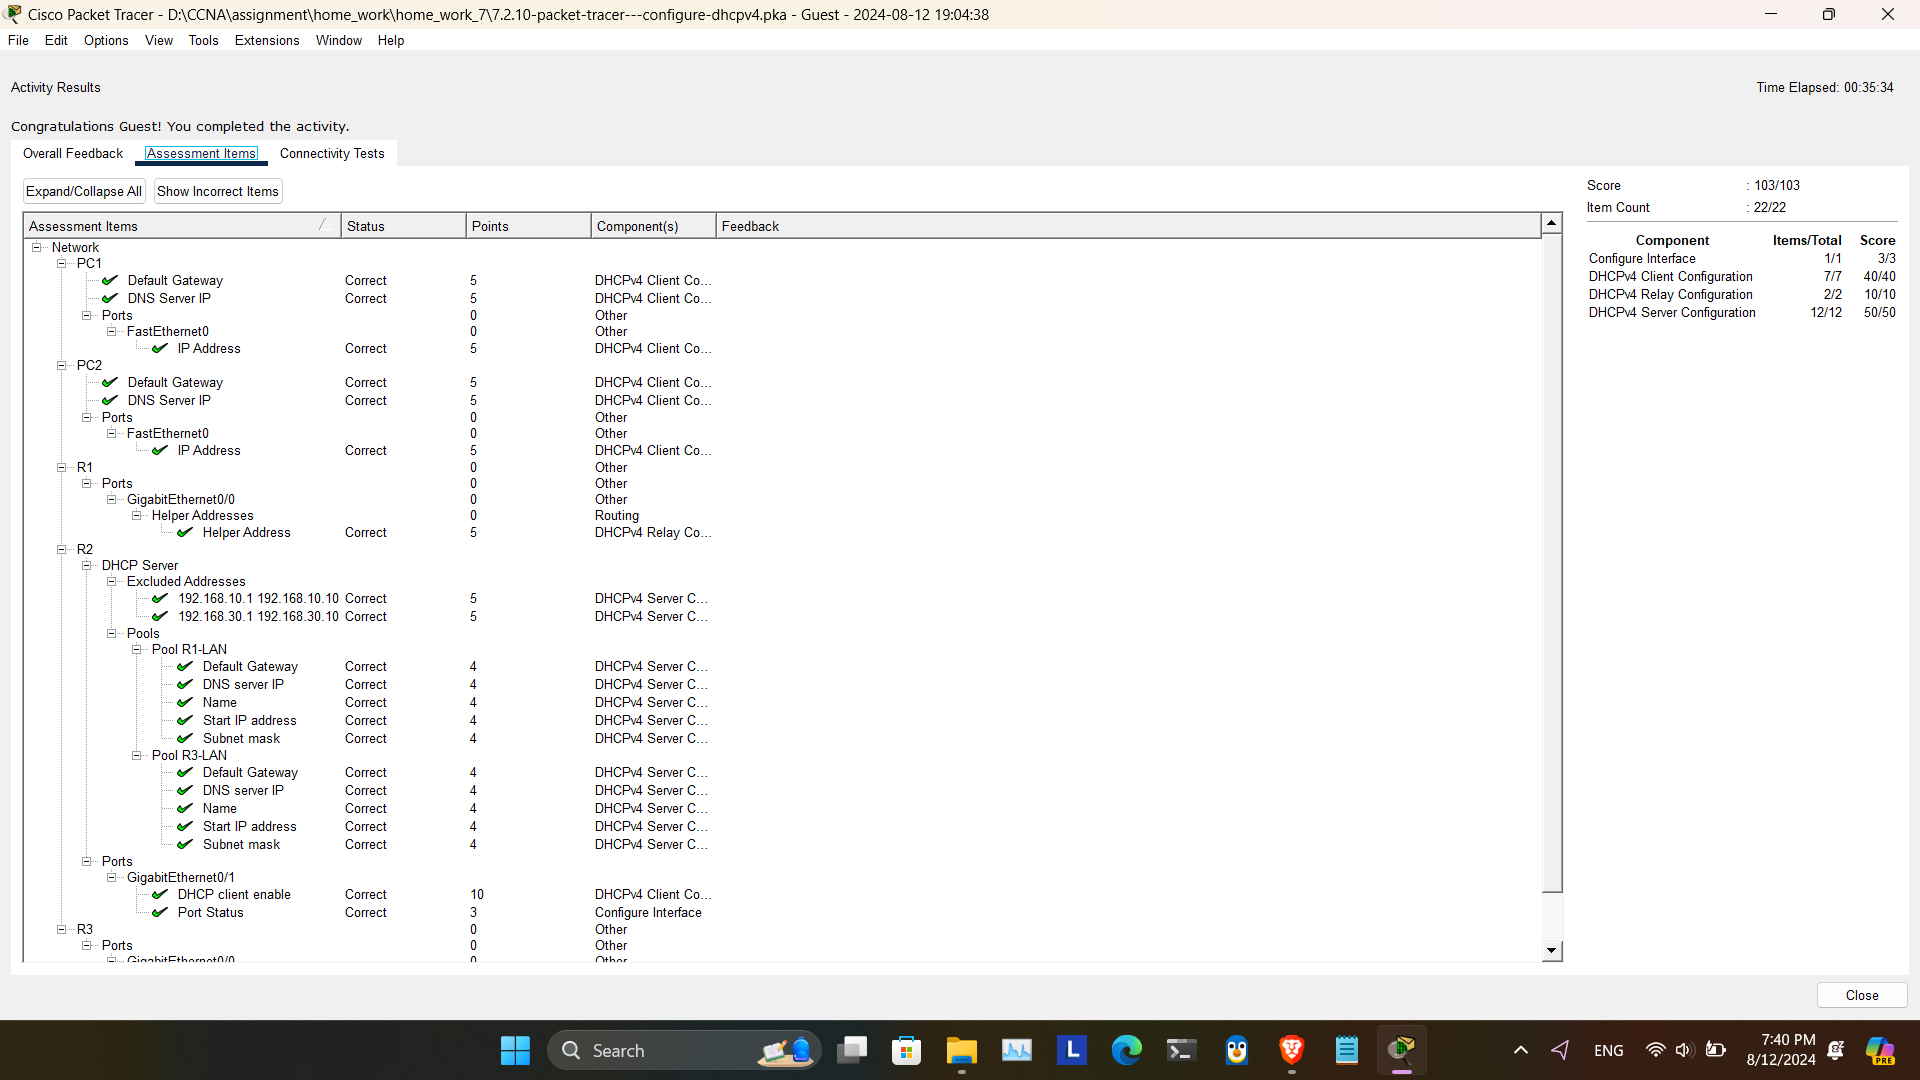 Cisco Packet Tracer - D:\CCNA\assignment\home_work\home_work_7\7.2.10-packet-tracer---configure-dhcpv4.pka - Guest - 2024-08-12 19:04:38
File Edit Options View Tools Extensions Window Help
Activity Results
Time Elapsed: 00:35:34
Congratulations Guest! You completed the activity.
Overall Feedback Assessment Items Connectivity Tests
Expand/Collapse All Show Incorrect Items
Assessment Items Status Points Component(s) Feedback
Network
PC1
Default Gateway Correct 5 DHCPv4 Client Co...
DNS Server IP Correct 5 DHCPv4 Client Co...
Ports 0 Other
FastEthernet0 0 Other
IP Address Correct 5 DHCPv4 Client Co...
PC2
Default Gateway Correct 5 DHCPv4 Client Co...
DNS Server IP Correct 5 DHCPv4 Client Co...
Ports 0 Other
FastEthernet0 0 Other
IP Address Correct 5 DHCPv4 Client Co...
R1 0 Other
Ports 0 Other
GigabitEthernet0/0 0 Other
Helper Addresses 0 Routing
Helper Address Correct 5 DHCPv4 Relay Co...
R2
DHCP Server
Excluded Addresses
192.168.10.1 192.168.10.10 Correct 5 DHCPv4 Server C...
192.168.30.1 192.168.30.10 Correct 5 DHCPv4 Server C...
Pools
Pool R1-LAN
Default Gateway Correct 4 DHCPv4 Server C...
DNS server IP Correct 4 DHCPv4 Server C...
Name Correct 4 DHCPv4 Server C...
Start IP address Correct 4 DHCPv4 Server C...
Subnet mask Correct 4 DHCPv4 Server C...
Pool R3-LAN
Default Gateway Correct 4 DHCPv4 Server C...
DNS server IP Correct 4 DHCPv4 Server C...
Name Correct 4 DHCPv4 Server C...
Start IP address Correct 4 DHCPv4 Server C...
Subnet mask Correct 4 DHCPv4 Server C...
Ports
GigabitEthernet0/1
DHCP client enable Correct 10 DHCPv4 Client Co...
Port Status Correct 3 Configure Interface
R3 0 Other
Ports 0 Other
GigabitEthernet0/0 0 Other
Score : 103/103
Item Count : 22/22
Component Items/Total Score
Configure Interface 1/1 3/3
DHCPv4 Client Configuration 7/7 40/40
DHCPv4 Relay Configuration 2/2 10/10
DHCPv4 Server Configuration 12/12 50/50
Close
Search
L
ENG
7:40 PM
8/12/2024
PRE